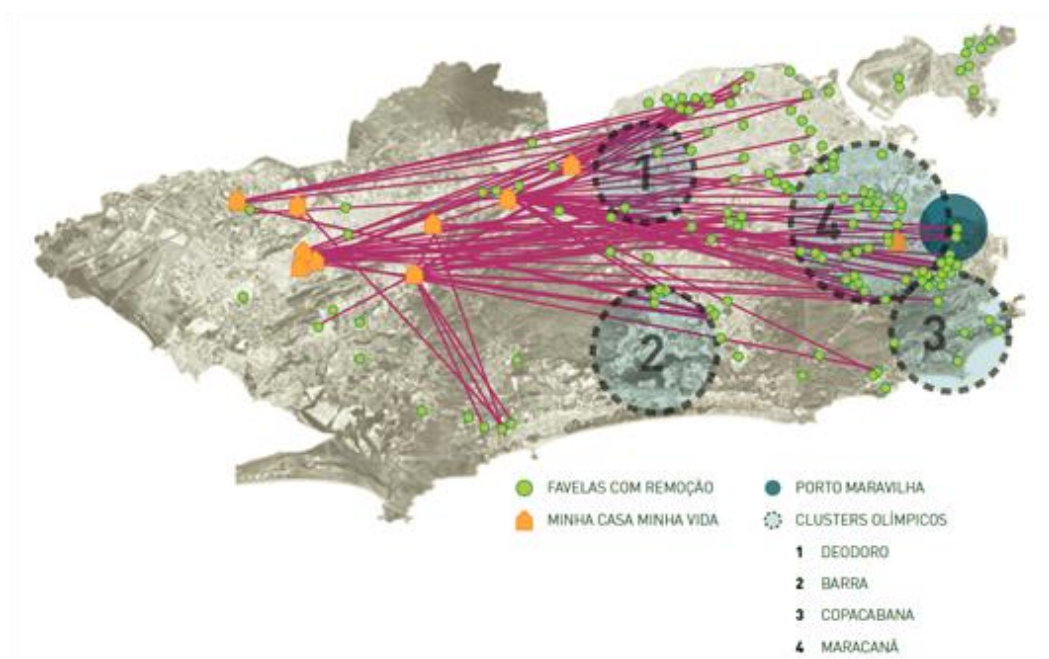 1
4
2
3
FAVELAS COM REMOÇÃO
MINHA CASA MINHA VIDA
PORTO MARAVILHA
CLUSTERS OLÍMPICOS
1 DEODORO
2 BARRA
3 COPACABANA
4 MARACANÃ